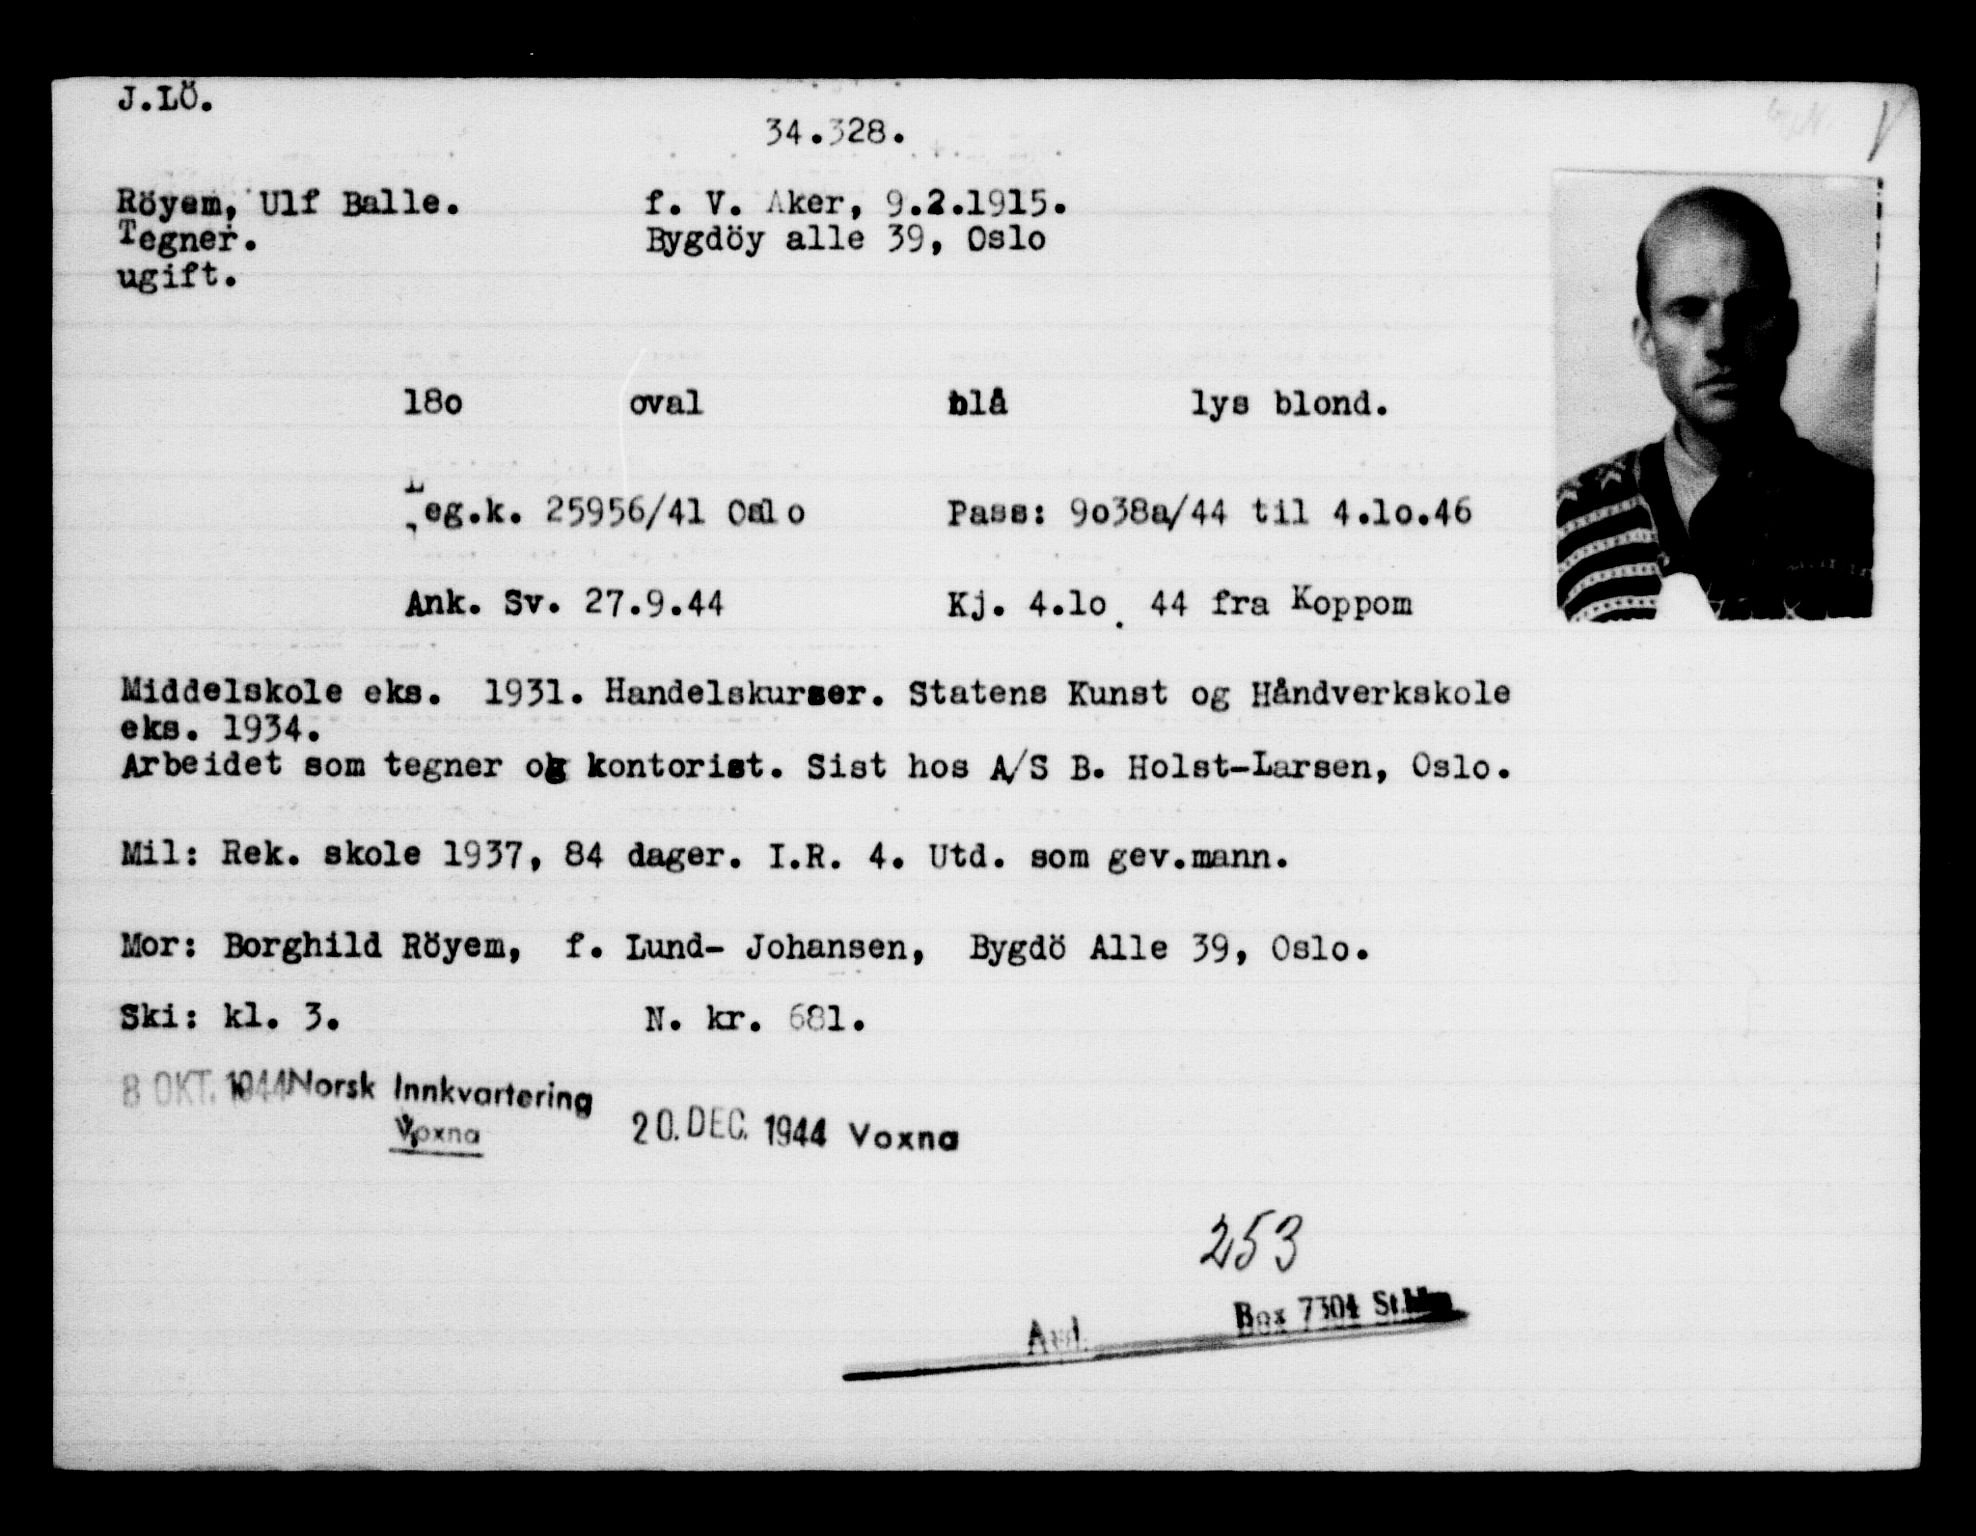 J.LÖ.
34.328.
Röyem, Ulf Balle. f. V. Aker, 9.2.1915.
Tegner. Bygdöy alle 39, Oslo
ugift.
18o oval blå lys blond.
Leg.k. 25956/41 Oslo Pass: 9o38a/44 til 4.1o.46
Ank. Sv. 27.9.44 Kj. 4.1o. 44 fra Koppom
Middelskole eks. 1931. Handelskurser. Statens Kunst og Håndverkskole
eks. 1934.
Arbeidet som tegner og kontorist. Sist hos A/S B. Holst-Larsen, Oslo.
Mil: Rek. skole 1937, 84 dager. I.R. 4. Utd. som gev.mann.
Mor: Borghild Röyem, f. Lund- Johansen, Bygdö Alle 39, Oslo.
Ski: kl. 3. N. kr. 681.
8 OKT. 1944 Norsk Innkvartering
Voxna 20. DEC. 1944 Voxna
253
Avd. Box 7304